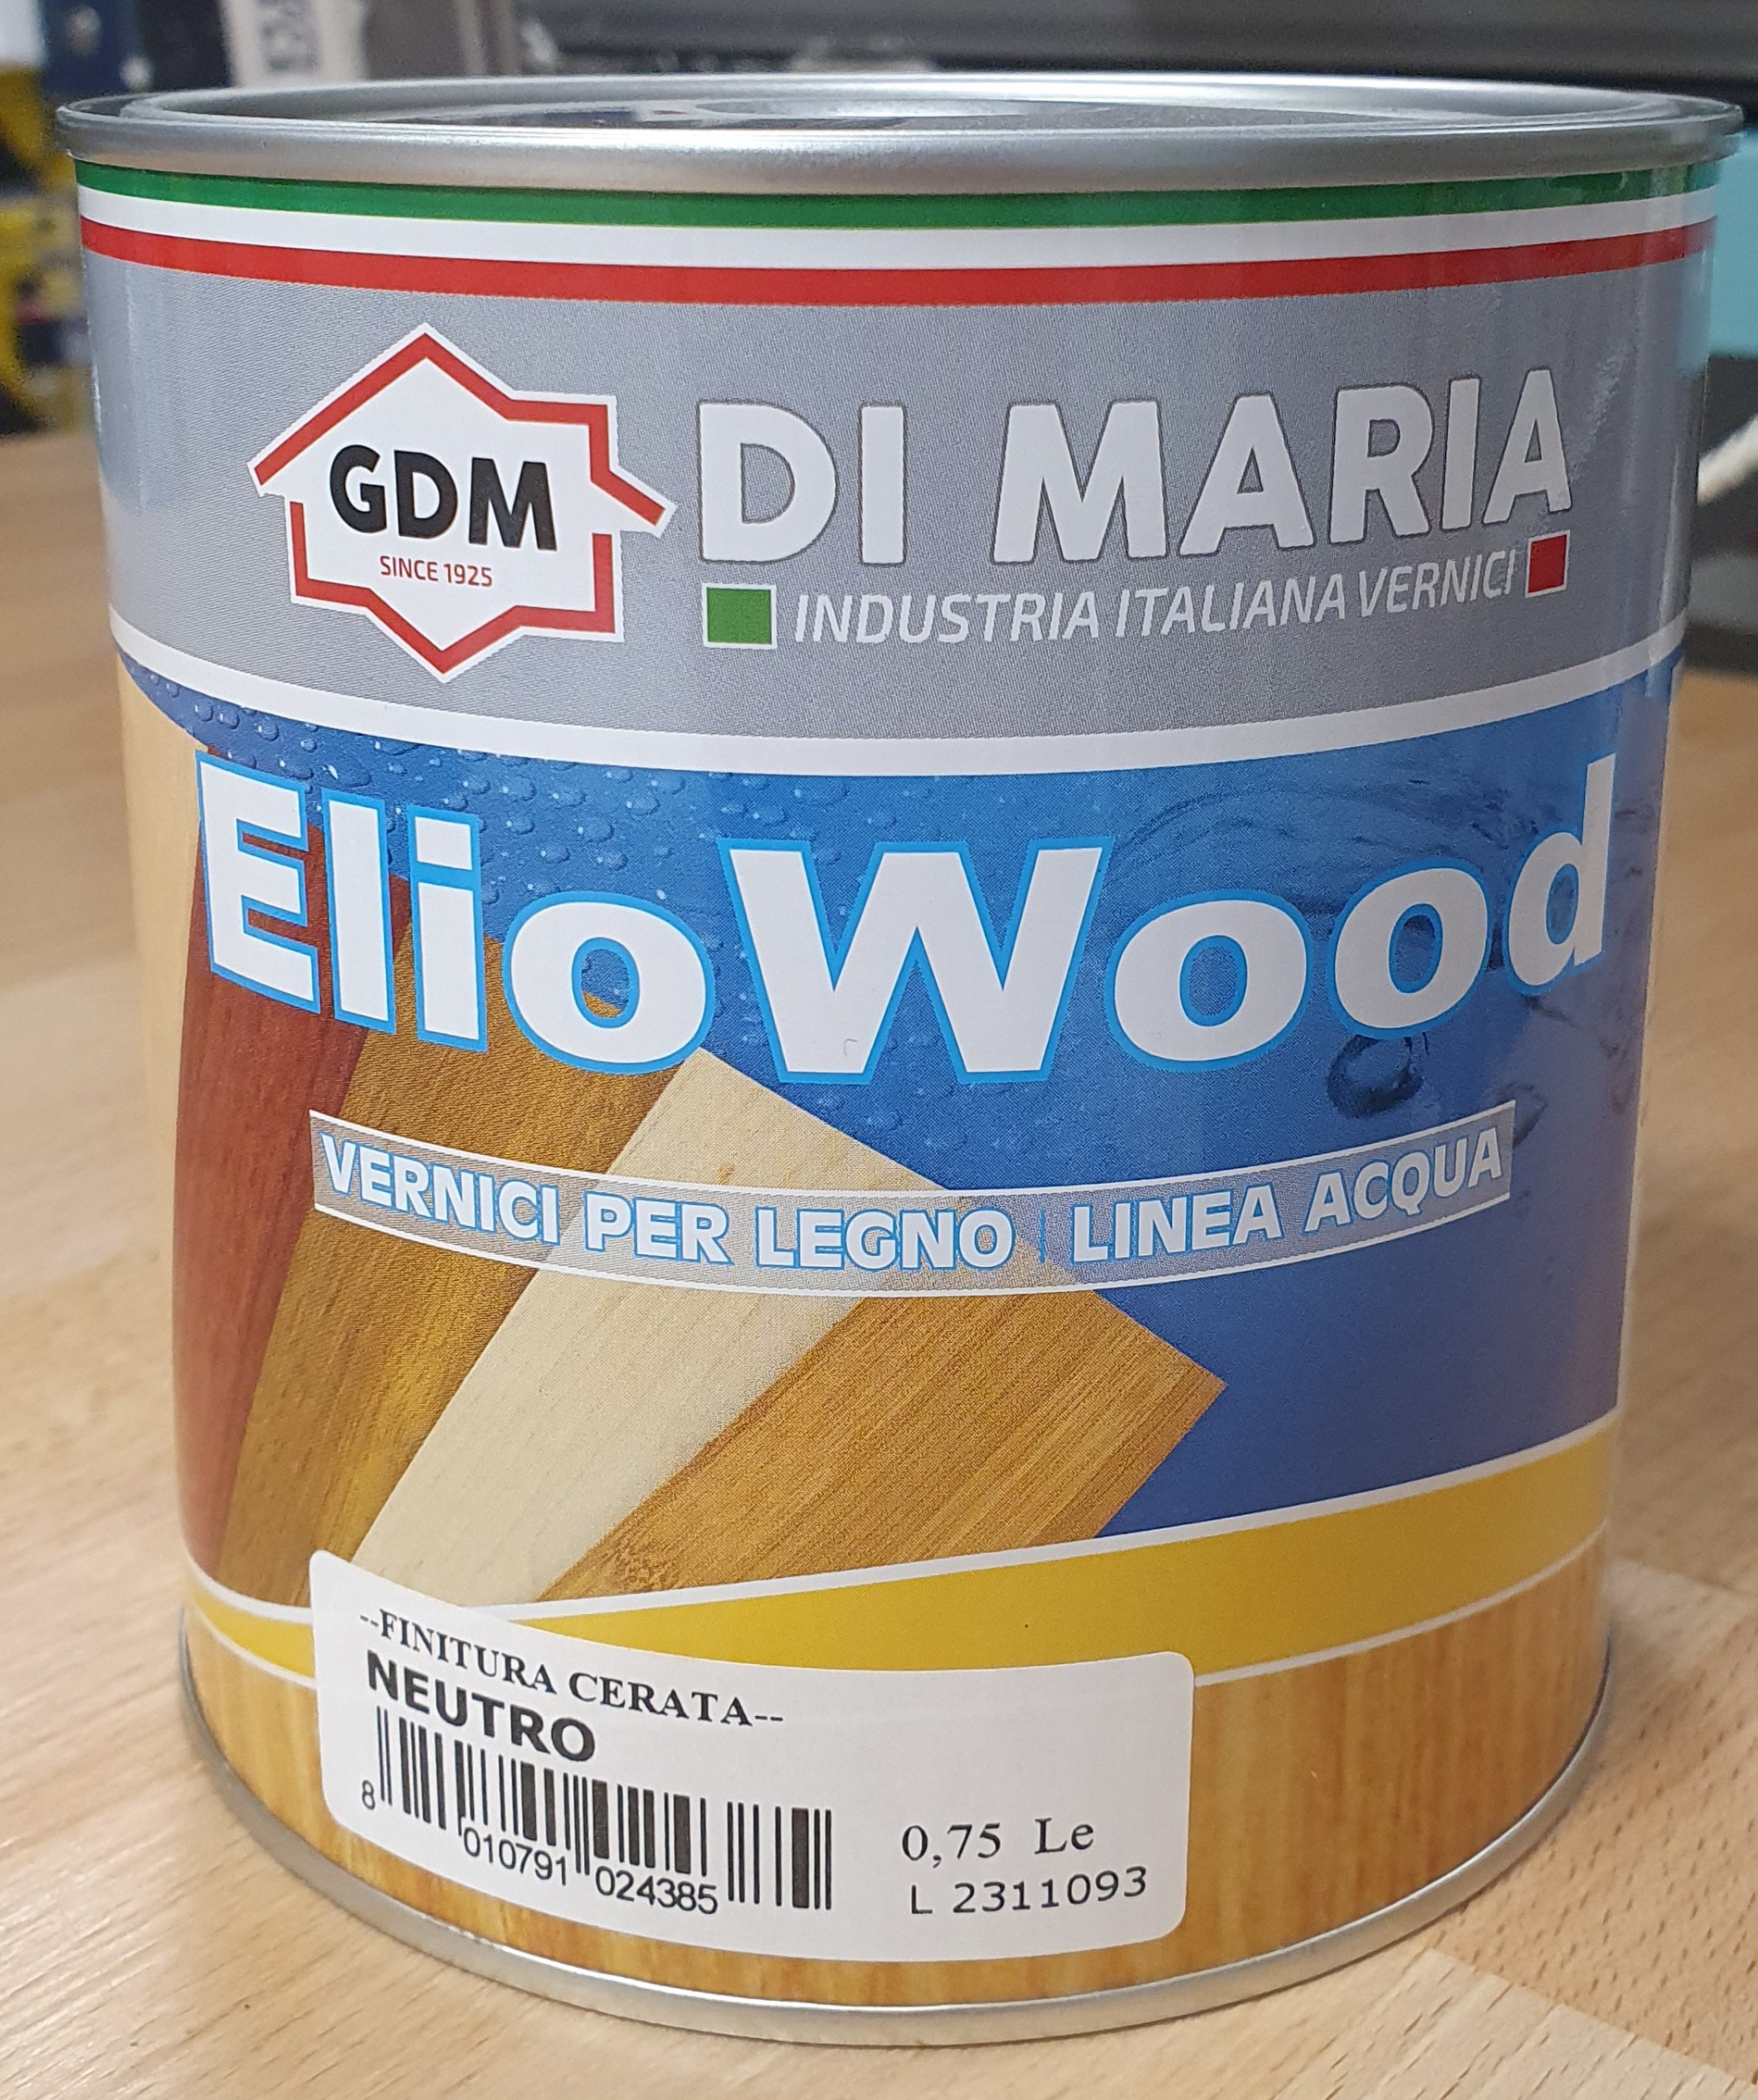 GDM
SINCE 1925
DI MARIA
INDUSTRIA ITALIANA VERNICI
ElioWood
VERNICI PER LEGNO | LINEA ACQUA
--FINITURA CERATA--
NEUTRO
8 010791 024385
0,75 Le
L 2311093